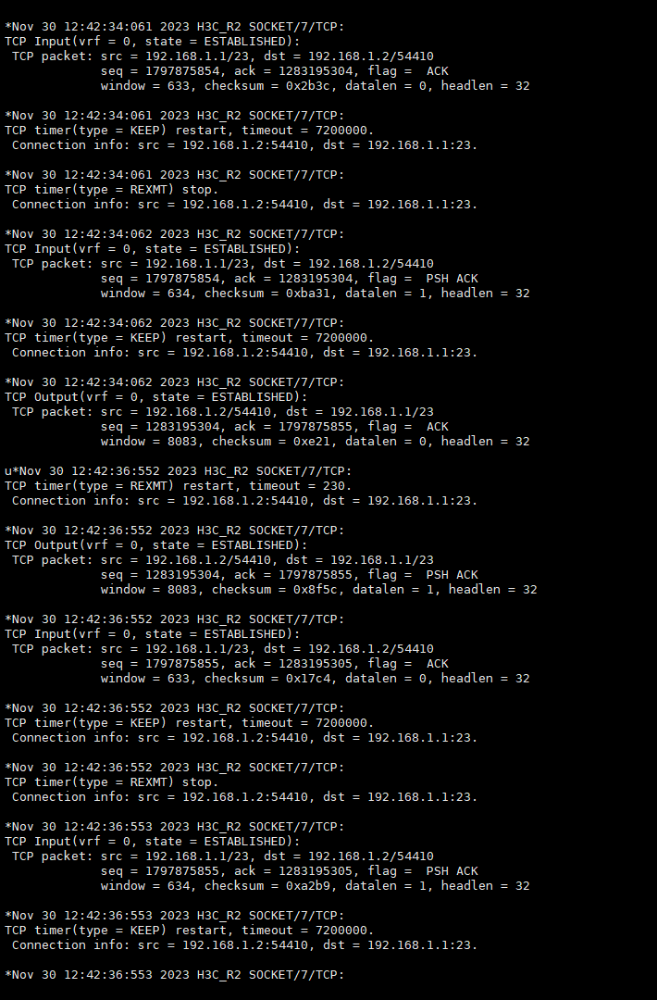 *Nov 30 12:42:34:061 2023 H3C_R2 SOCKET/7/TCP:
TCP Input(vrf = 0, state = ESTABLISHED):
 TCP packet: src = 192.168.1.1/23, dst = 192.168.1.2/54410
             seq = 1797875854, ack = 1283195304, flag =  ACK
             window = 633, checksum = 0x2b3c, datalen = 0, headlen = 32

*Nov 30 12:42:34:061 2023 H3C_R2 SOCKET/7/TCP:
TCP timer(type = KEEP) restart, timeout = 7200000.
 Connection info: src = 192.168.1.2:54410, dst = 192.168.1.1:23.

*Nov 30 12:42:34:061 2023 H3C_R2 SOCKET/7/TCP:
TCP timer(type = REXMT) stop.
 Connection info: src = 192.168.1.2:54410, dst = 192.168.1.1:23.

*Nov 30 12:42:34:062 2023 H3C_R2 SOCKET/7/TCP:
TCP Input(vrf = 0, state = ESTABLISHED):
 TCP packet: src = 192.168.1.1/23, dst = 192.168.1.2/54410
             seq = 1797875854, ack = 1283195304, flag =  PSH ACK
             window = 634, checksum = 0xba31, datalen = 1, headlen = 32

*Nov 30 12:42:34:062 2023 H3C_R2 SOCKET/7/TCP:
TCP timer(type = KEEP) restart, timeout = 7200000.
 Connection info: src = 192.168.1.2:54410, dst = 192.168.1.1:23.

*Nov 30 12:42:34:062 2023 H3C_R2 SOCKET/7/TCP:
TCP Output(vrf = 0, state = ESTABLISHED):
 TCP packet: src = 192.168.1.2/54410, dst = 192.168.1.1/23
             seq = 1283195304, ack = 1797875855, flag =  ACK
             window = 8083, checksum = 0xe21, datalen = 0, headlen = 32

u*Nov 30 12:42:36:552 2023 H3C_R2 SOCKET/7/TCP:
TCP timer(type = REXMT) restart, timeout = 230.
 Connection info: src = 192.168.1.2:54410, dst = 192.168.1.1:23.

*Nov 30 12:42:36:552 2023 H3C_R2 SOCKET/7/TCP:
TCP Output(vrf = 0, state = ESTABLISHED):
 TCP packet: src = 192.168.1.2/54410, dst = 192.168.1.1/23
             seq = 1283195304, ack = 1797875855, flag =  PSH ACK
             window = 8083, checksum = 0x8f5c, datalen = 1, headlen = 32

*Nov 30 12:42:36:552 2023 H3C_R2 SOCKET/7/TCP:
TCP Input(vrf = 0, state = ESTABLISHED):
 TCP packet: src = 192.168.1.1/23, dst = 192.168.1.2/54410
             seq = 1797875855, ack = 1283195305, flag =  ACK
             window = 633, checksum = 0x17c4, datalen = 0, headlen = 32

*Nov 30 12:42:36:552 2023 H3C_R2 SOCKET/7/TCP:
TCP timer(type = KEEP) restart, timeout = 7200000.
 Connection info: src = 192.168.1.2:54410, dst = 192.168.1.1:23.

*Nov 30 12:42:36:552 2023 H3C_R2 SOCKET/7/TCP:
TCP timer(type = REXMT) stop.
 Connection info: src = 192.168.1.2:54410, dst = 192.168.1.1:23.

*Nov 30 12:42:36:553 2023 H3C_R2 SOCKET/7/TCP:
TCP Input(vrf = 0, state = ESTABLISHED):
 TCP packet: src = 192.168.1.1/23, dst = 192.168.1.2/54410
             seq = 1797875855, ack = 1283195305, flag =  PSH ACK
             window = 634, checksum = 0xa2b9, datalen = 1, headlen = 32

*Nov 30 12:42:36:553 2023 H3C_R2 SOCKET/7/TCP:
TCP timer(type = KEEP) restart, timeout = 7200000.
 Connection info: src = 192.168.1.2:54410, dst = 192.168.1.1:23.

*Nov 30 12:42:36:553 2023 H3C_R2 SOCKET/7/TCP: